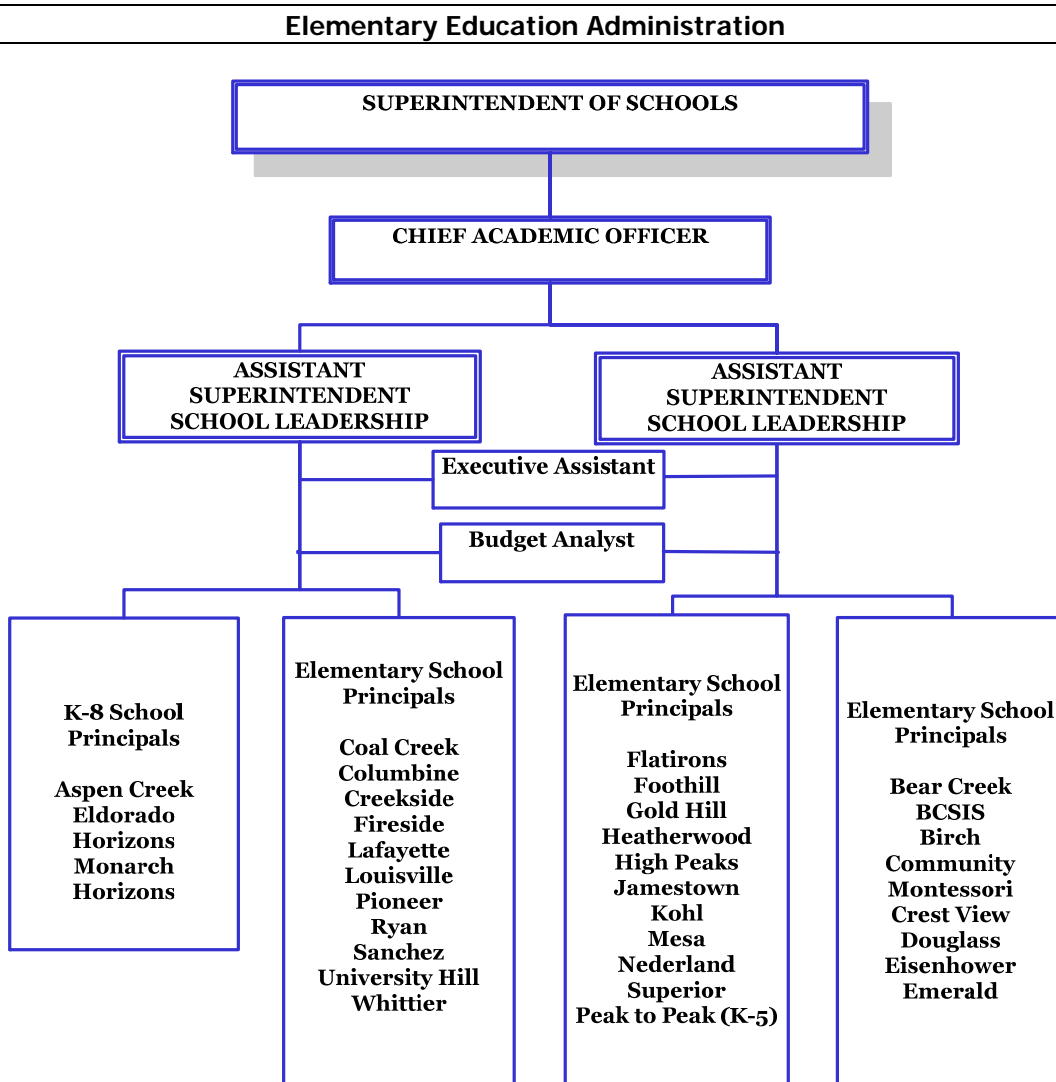 Elementary Education Administration
SUPERINTENDENT OF SCHOOLS
CHIEF ACADEMIC OFFICER
ASSISTANT
SUPERINTENDENT
SCHOOL LEADERSHIP
ASSISTANT
SUPERINTENDENT
SCHOOL LEADERSHIP
Executive Assistant
Budget Analyst
K-8 School
Principals
Aspen Creek
Eldorado
Horizons
Monarch
Horizons
Elementary School
Principals
Coal Creek
Columbine
Creekside
Fireside
Lafayette
Louisville
Pioneer
Ryan
Sanchez
University Hill
Whittier
Elementary School
Principals
Flatirons
Foothill
Gold Hill
Heatherwood
High Peaks
Jamestown
Kohl
Mesa
Nederland
Superior
Peak to Peak (K-5)
Elementary School
Principals
Bear Creek
BCSIS
Birch
Community
Montessori
Crest View
Douglass
Eisenhower
Emerald